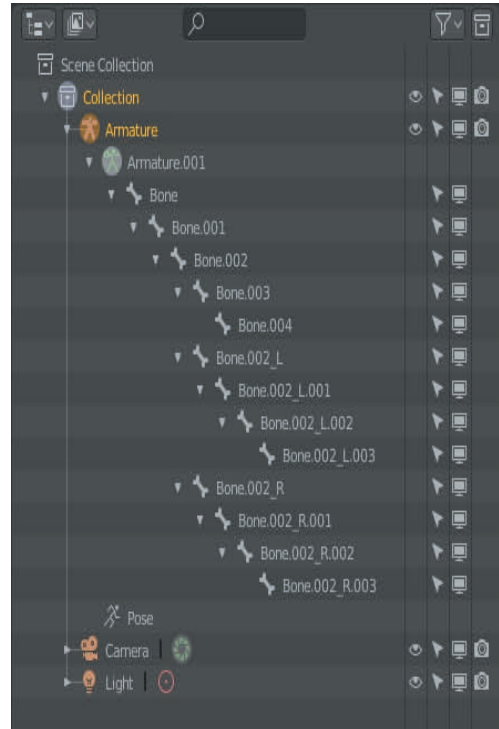 Scene Collection
Collection
Armature
Armature.001
Bone
Bone.001
Bone.002
Bone.003
Bone.004
Bone.002_L
Bone.002_L.001
Bone.002_L.002
Bone.002_L.003
Bone.002_R
Bone.002_R.001
Bone.002_R.002
Bone.002_R.003
Pose
Camera
Light